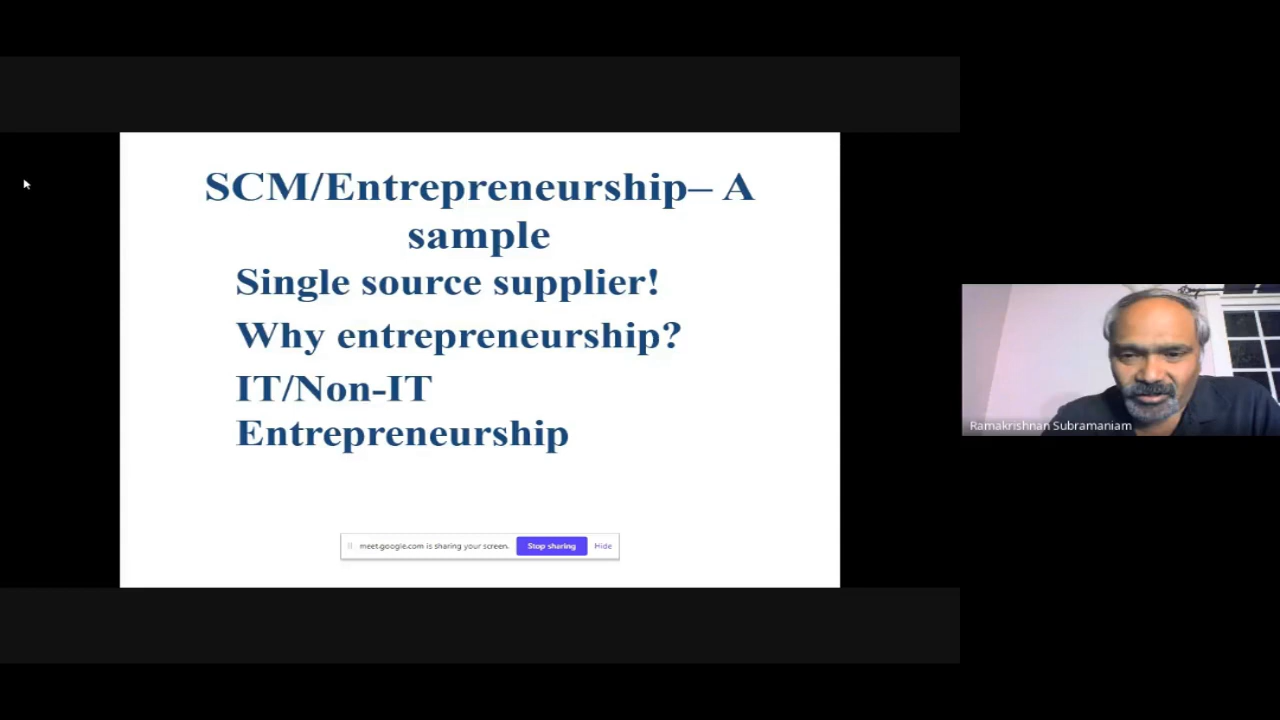 SCM/Entrepreneurship– A
sample
Single source supplier!
Why entrepreneurship?
IT/Non-IT
Entrepreneurship
meet.google.com is sharing your screen.
Stop sharing
Hide
Ramakrishnan Subramaniam